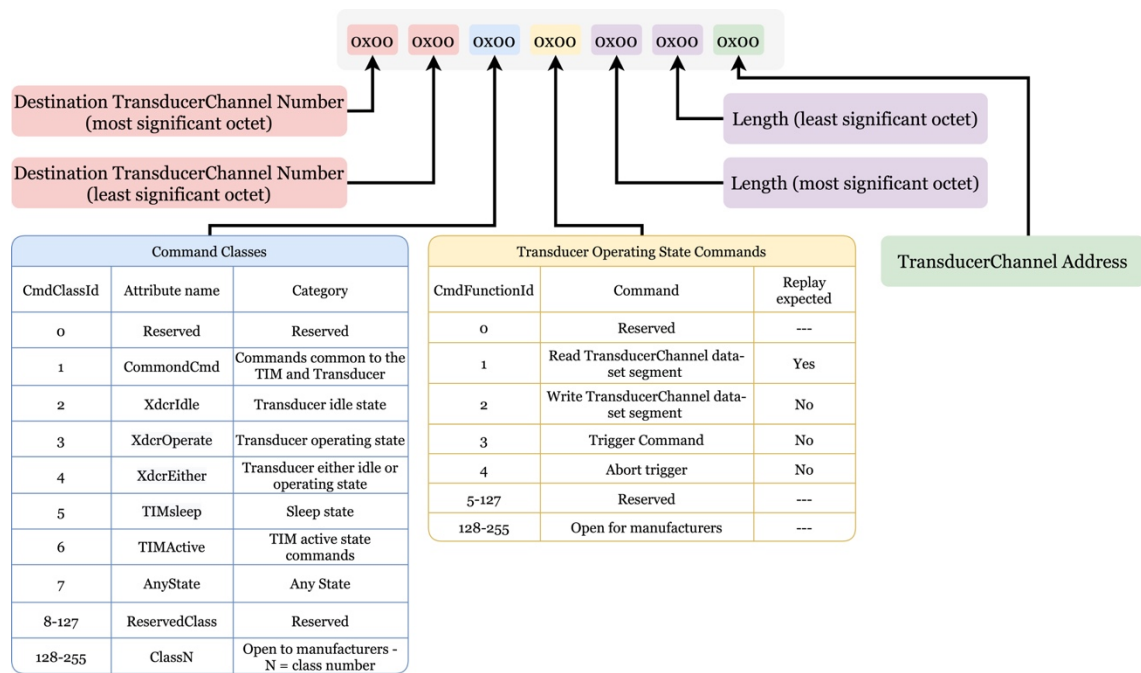 0x00 0x00 0x00 0x00 0x00 0x00 0x00
Destination TransducerChannel Number
(most significant octet)
Length (least significant octet)
Destination TransducerChannel Number
(least significant octet)
Length (most significant octet)
TransducerChannel Address
Command Classes
CmdClassId Attribute name Category
0 Reserved Reserved
1 CommondCmd Commands common to the
TIM and Transducer
2 XdcrIdle Transducer idle state
3 XdcrOperate Transducer operating state
4 XdcrEither Transducer either idle or
operating state
5 TIMsleep Sleep state
6 TIMActive TIM active state
commands
7 AnyState Any State
8-127 ReservedClass Reserved
128-255 ClassN Open to manufacturers -
N = class number
Transducer Operating State Commands
CmdFunctionId Command Replay
expected
0 Reserved ---
1 Read TransducerChannel data-
set segment Yes
2 Write TransducerChannel data-
set segment No
3 Trigger Command No
4 Abort trigger No
5-127 Reserved ---
128-255 Open for manufacturers ---